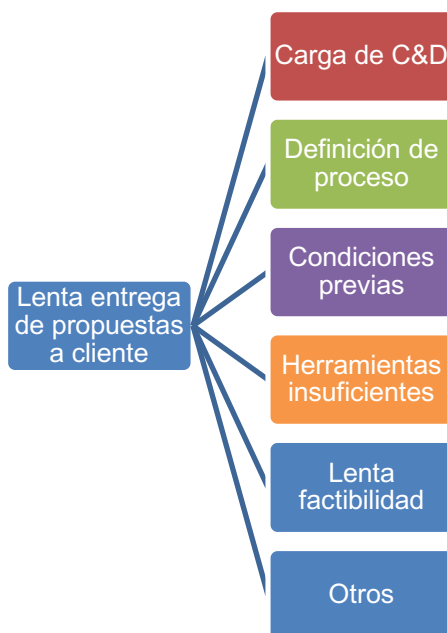 Carga de C&D
Definición de
proceso
Condiciones
previas
Lenta entrega
de propuestas
a cliente
Herramientas
insuficientes
Lenta
factibilidad
Otros